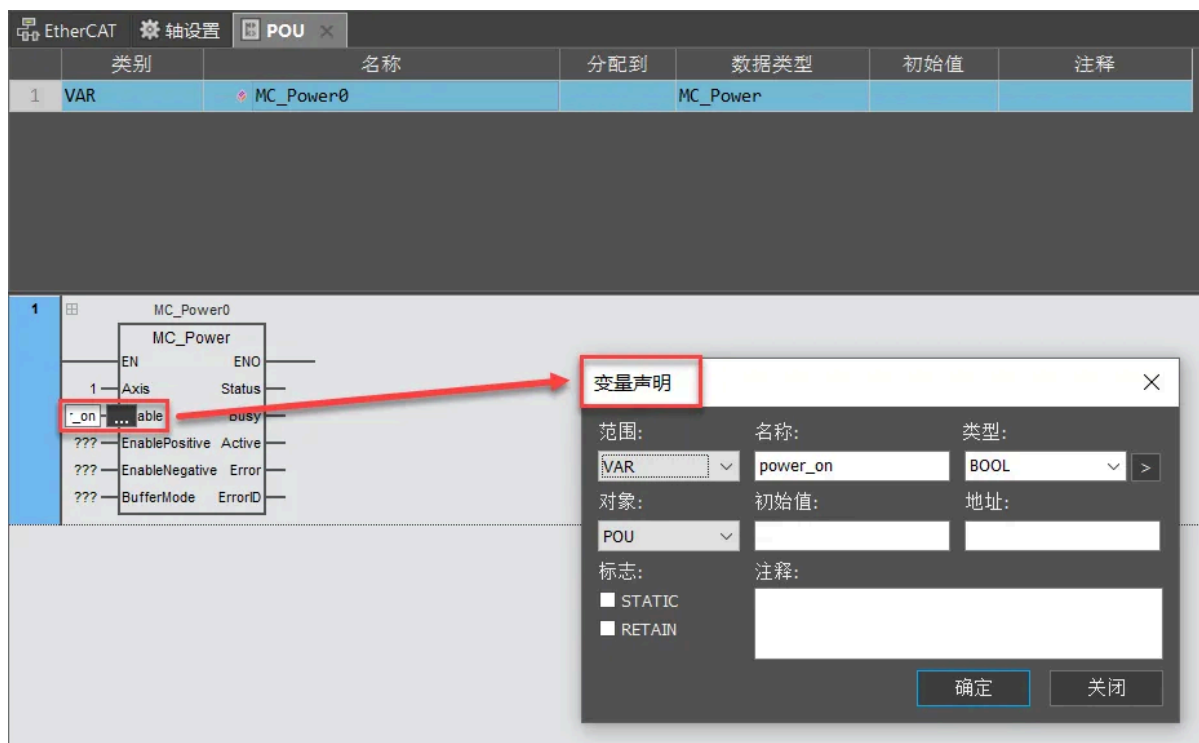 EtherCAT 轴设置 POU
类别 名称 分配到 数据类型 初始值 注释
1 VAR MC_Power0 MC_Power
1 MC_Power0
MC_Power
EN ENO
1 Axis Status
_on ... able Busy
??? EnablePositive Active
??? EnableNegative Error
??? BufferMode ErrorID
变量声明
范围: 名称: 类型:
VAR power_on BOOL >
对象: 初始值: 地址:
POU
标志: 注释:
STATIC
RETAIN
确定 关闭